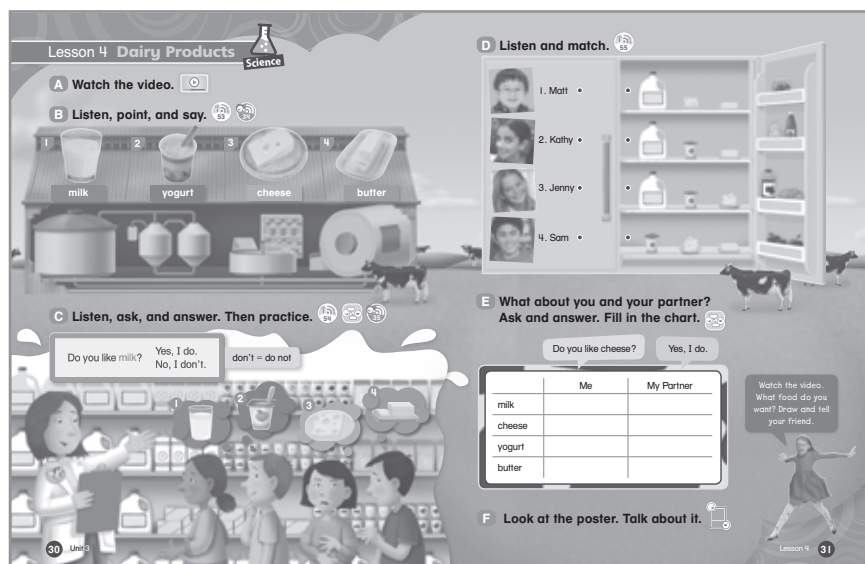 Lesson 4 Dairy Products
Science
A Watch the video.
B Listen, point, and say. 53 34
1 2 3 4
milk yogurt cheese butter
C Listen, ask, and answer. Then practice. 54 35
Do you like milk?
Yes, I do.
No, I don't.
don't = do not
1 2 3 4
30 Unit 3
D Listen and match. 55
1. Matt
2. Kathy
3. Jenny
4. Sam
E What about you and your partner?
Ask and answer. Fill in the chart.
Do you like cheese? Yes, I do.
Me My Partner
milk
cheese
yogurt
butter
Watch the video.
What food do you
want? Draw and tell
your friend.
F Look at the poster. Talk about it.
Lesson 4 31